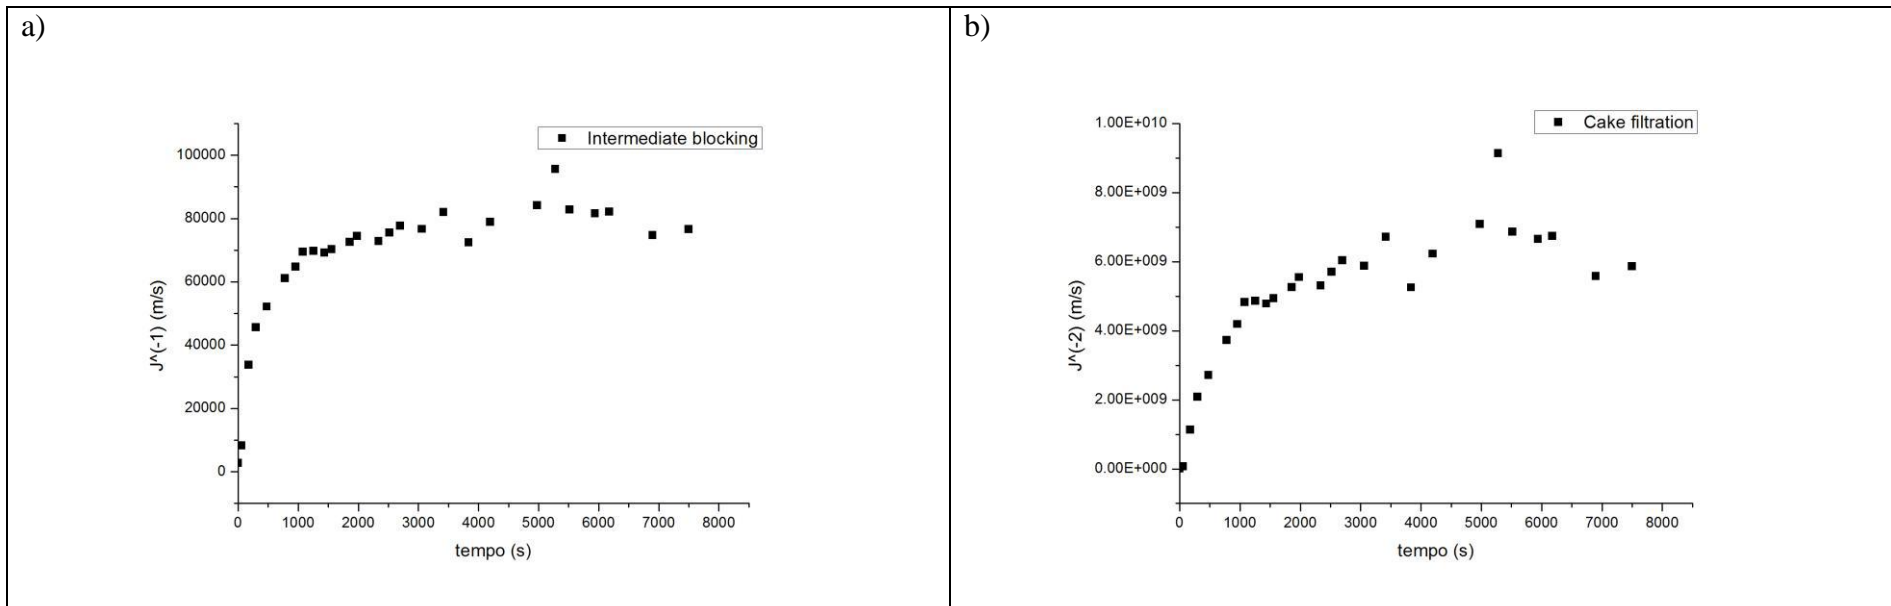 a)
Intermediate blocking
100000
80000
60000
40000
20000
0
J^(-1) (m/s)
0 1000 2000 3000 4000 5000 6000 7000 8000
tempo (s)
b)
Cake filtration
1.00E+010
8.00E+009
6.00E+009
4.00E+009
2.00E+009
0.00E+000
J^(-2) (m/s)
0 1000 2000 3000 4000 5000 6000 7000 8000
tempo (s)